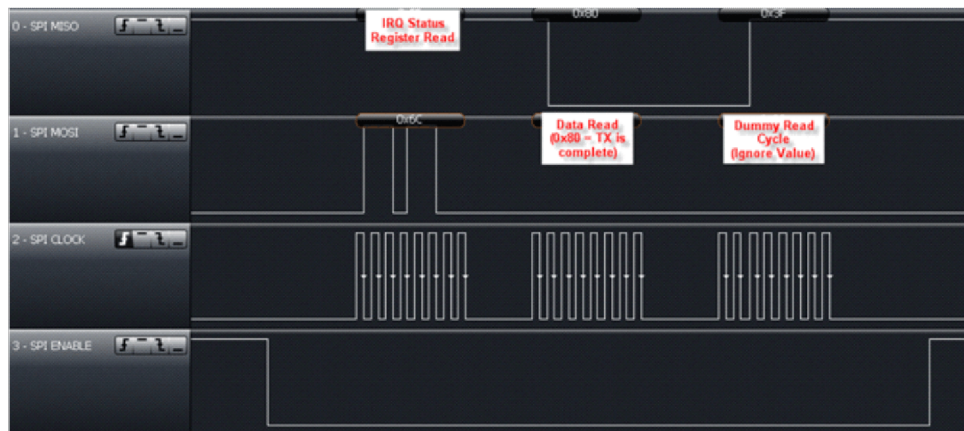 0 - SPI MISO
IRQ Status
Register Read
0x80
0x3F
1 - SPI MOSI
0x6C
Data Read
(0x80 = TX is
complete)
Dummy Read
Cycle
(Ignore Value)
2 - SPI CLOCK
3 - SPI ENABLE